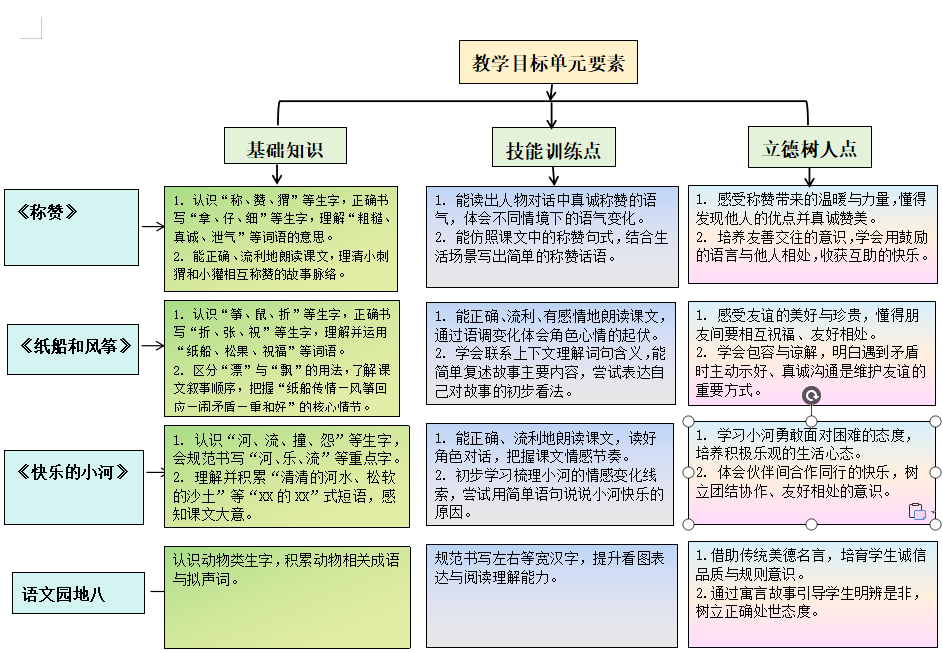 教学目标单元要素
基础知识
技能训练点
立德树人点
《称赞》
1. 认识“称、赞、猬”等生字，正确书
写“拿、仔、细”等生字，理解“粗糙、
真诚、泄气”等词语的意思。
2. 能正确、流利地朗读课文，理清小刺
猬和小獾相互称赞的故事脉络。
1. 能读出人物对话中真诚称赞的语
气，体会不同情境下的语气变化。
2. 能仿照课文中的称赞句式，结合生
活场景写出简单的称赞话语。
1. 感受称赞带来的温暖与力量，懂得
发现他人的优点并真诚赞美。
2. 培养友善交往的意识，学会用鼓励
的语言与他人相处，收获互助的快乐。
《纸船和风筝》
1. 认识“筝、鼠、折”等生字，正确书
写“折、张、祝”等生字，理解并运用
“纸船、松果、祝福”等词语。
2. 区分“漂”与“飘”的用法，了解课
文叙事顺序，把握“纸船传情—风筝回
应—闹矛盾—重和好”的核心情节。
1. 能正确、流利、有感情地朗读课文，
通过语调变化体会角色心情的起伏。
2. 学会联系上下文理解词句含义，能
简单复述故事主要内容，尝试表达自
己对故事的初步看法。
1. 感受友谊的美好与珍贵，懂得朋
友间要相互祝福、友好相处。
2. 学会包容与谅解，明白遇到矛盾
时主动示好、真诚沟通是维护友谊的
重要方式。
《快乐的小河》
1. 认识“河、流、撞、怨”等生字，
会规范书写“河、乐、流”等重点字。
2. 理解并积累“清清的河水、松软
的沙土”等“XX 的 XX”式短语，感
知课文大意。
1. 能正确、流利地朗读课文，读好
角色对话，把握课文情感节奏。
2. 初步学习梳理小河的情感变化线
索，尝试用简单语句说说小河快乐的
原因。
1. 学习小河勇敢面对困难的态度，
培养积极乐观的生活心态。
2. 体会伙伴间合作同行的快乐，树
立团结协作、友好相处的意识。
语文园地八
认识动物类生字，积累动物相关成语
与拟声词。
规范书写左右等宽汉字，提升看图表
达与阅读理解能力。
1.借助传统美德名言，培育学生诚信
品质与规则意识。
2.通过寓言故事引导学生明辨是非，
树立正确处世态度。